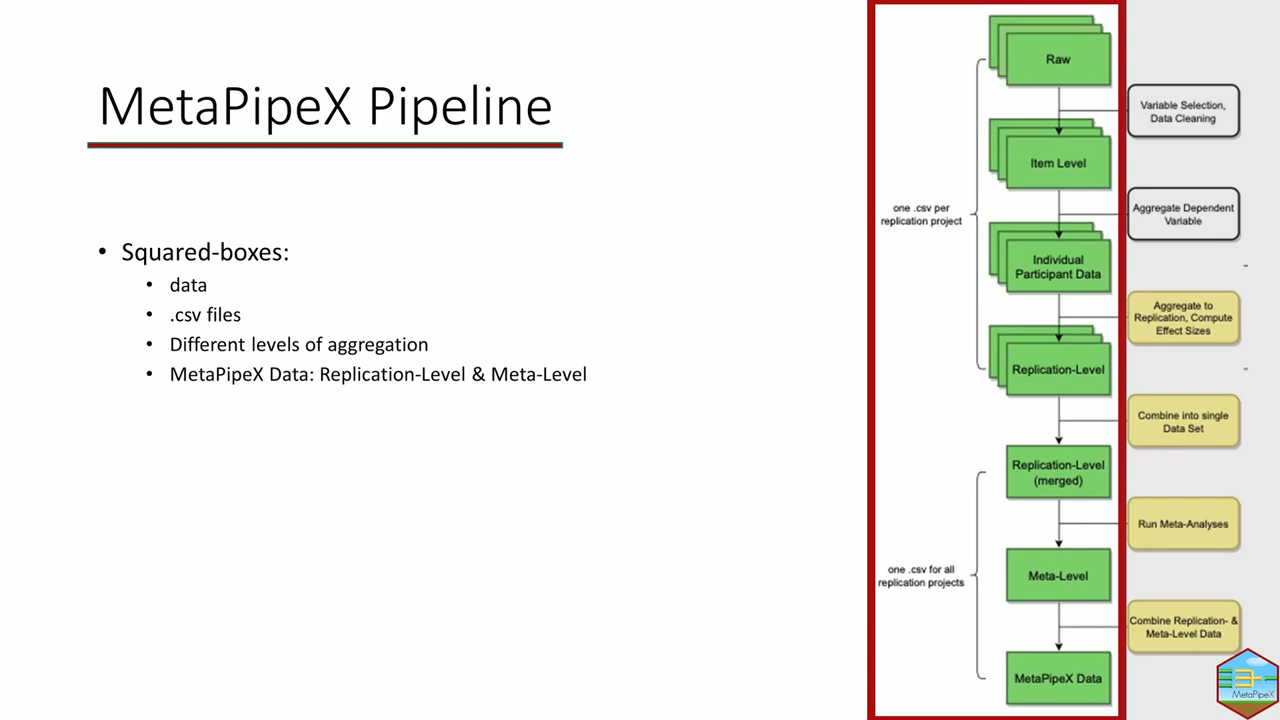 MetaPipeX Pipeline
• Squared-boxes:
• data
• .csv files
• Different levels of aggregation
• MetaPipeX Data: Replication-Level & Meta-Level
Raw
Variable Selection,
Data Cleaning
Item Level
one .csv per
replication project
Aggregate Dependent
Variable
Individual
Participant Data
Aggregate to
Replication, Compute
Effect Sizes
Replication-Level
Combine into single
Data Set
Replication-Level
(merged)
Run Meta-Analyses
one .csv for all
replication projects
Meta-Level
Combine Replication- &
Meta-Level Data
MetaPipeX Data
MetaPipeX